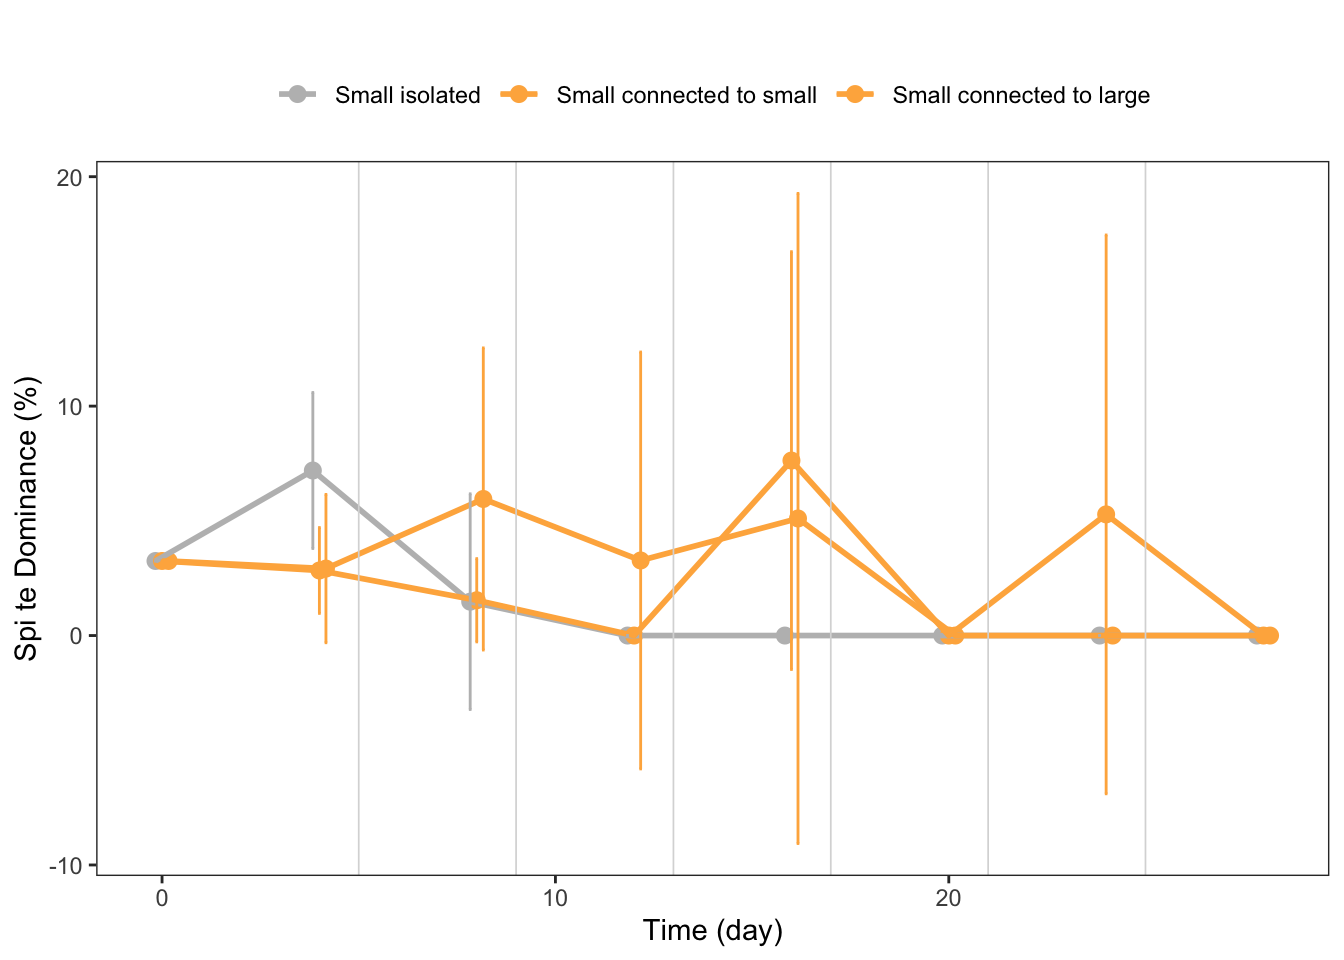 Small isolated Small connected to small Small connected to large
20
10
0
-10
Spi te Dominance (%)
0 10 20
Time (day)